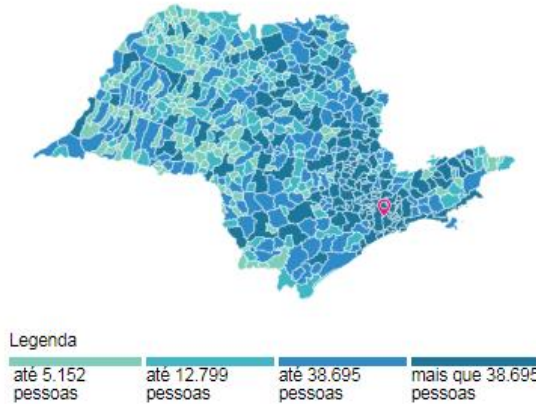 Legenda
até 5.152 pessoas
até 12.799 pessoas
até 38.695 pessoas
mais que 38.695 pessoas